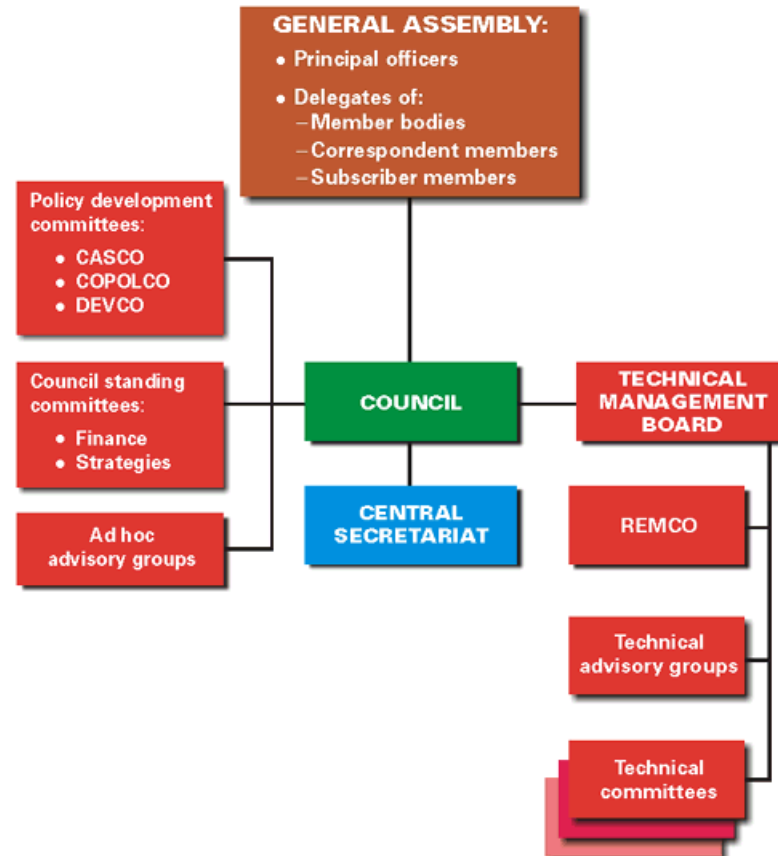 GENERAL ASSEMBLY:
• Principal officers
• Delegates of:
–Member bodies
–Correspondent members
–Subscriber members
Policy development
committees:
• CASCO
• COPOLCO
• DEVCO
Council standing
committees:
• Finance
• Strategies
Ad hoc
advisory groups
COUNCIL
CENTRAL
SECRETARIAT
TECHNICAL
MANAGEMENT
BOARD
REMCO
Technical
advisory groups
Technical
committees